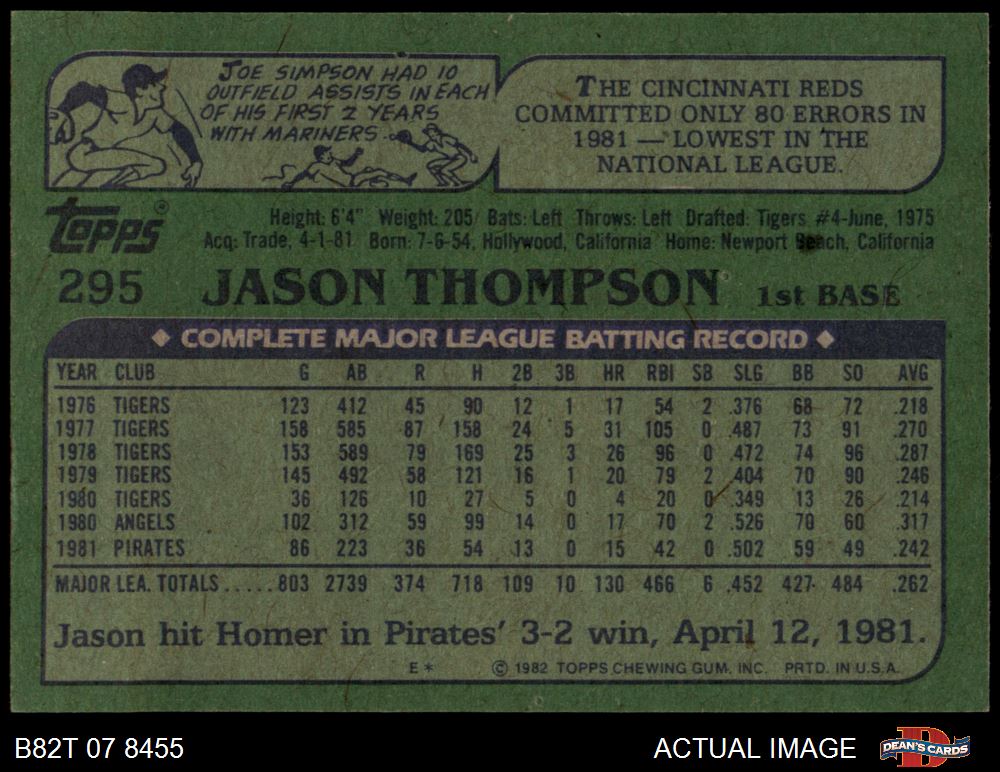 JOE SIMPSON HAD 10
OUTFIELD ASSISTS IN EACH
OF HIS FIRST 2 YEARS
WITH MARINERS.
THE CINCINNATI REDS
COMMITTED ONLY 80 ERRORS IN
1981 — LOWEST IN THE
NATIONAL LEAGUE.
Topps®
Height: 6'4" Weight: 205 Bats: Left Throws: Left Drafted: Tigers #4-June, 1975
Acq: Trade, 4-1-81 Born: 7-6-54, Hollywood, California Home: Newport Beach, California
295 JASON THOMPSON 1st BASE
◆ COMPLETE MAJOR LEAGUE BATTING RECORD ◆
YEAR CLUB G AB R H 2B 3B HR RBI SB SLG BB SO AVG
1976 TIGERS 123 412 45 90 12 1 17 54 2 .376 68 72 .218
1977 TIGERS 158 585 87 158 24 5 31 105 0 .487 73 91 .270
1978 TIGERS 153 589 79 169 25 3 26 96 0 .472 74 96 .287
1979 TIGERS 145 492 58 121 16 1 20 79 2 .404 70 90 .246
1980 TIGERS 36 126 10 27 5 0 4 20 0 .349 13 26 .214
1980 ANGELS 102 312 59 99 14 0 17 70 2 .526 70 60 .317
1981 PIRATES 86 223 36 54 13 0 15 42 0 .502 59 49 .242
MAJOR LEA. TOTALS.....803 2739 374 718 109 10 130 466 6 .452 427 484 .262
Jason hit Homer in Pirates' 3-2 win, April 12, 1981.
E* © 1982 TOPPS CHEWING GUM, INC. PRTD. IN U.S.A.
B82T 07 8455 ACTUAL IMAGE D DEAN'S CARDS